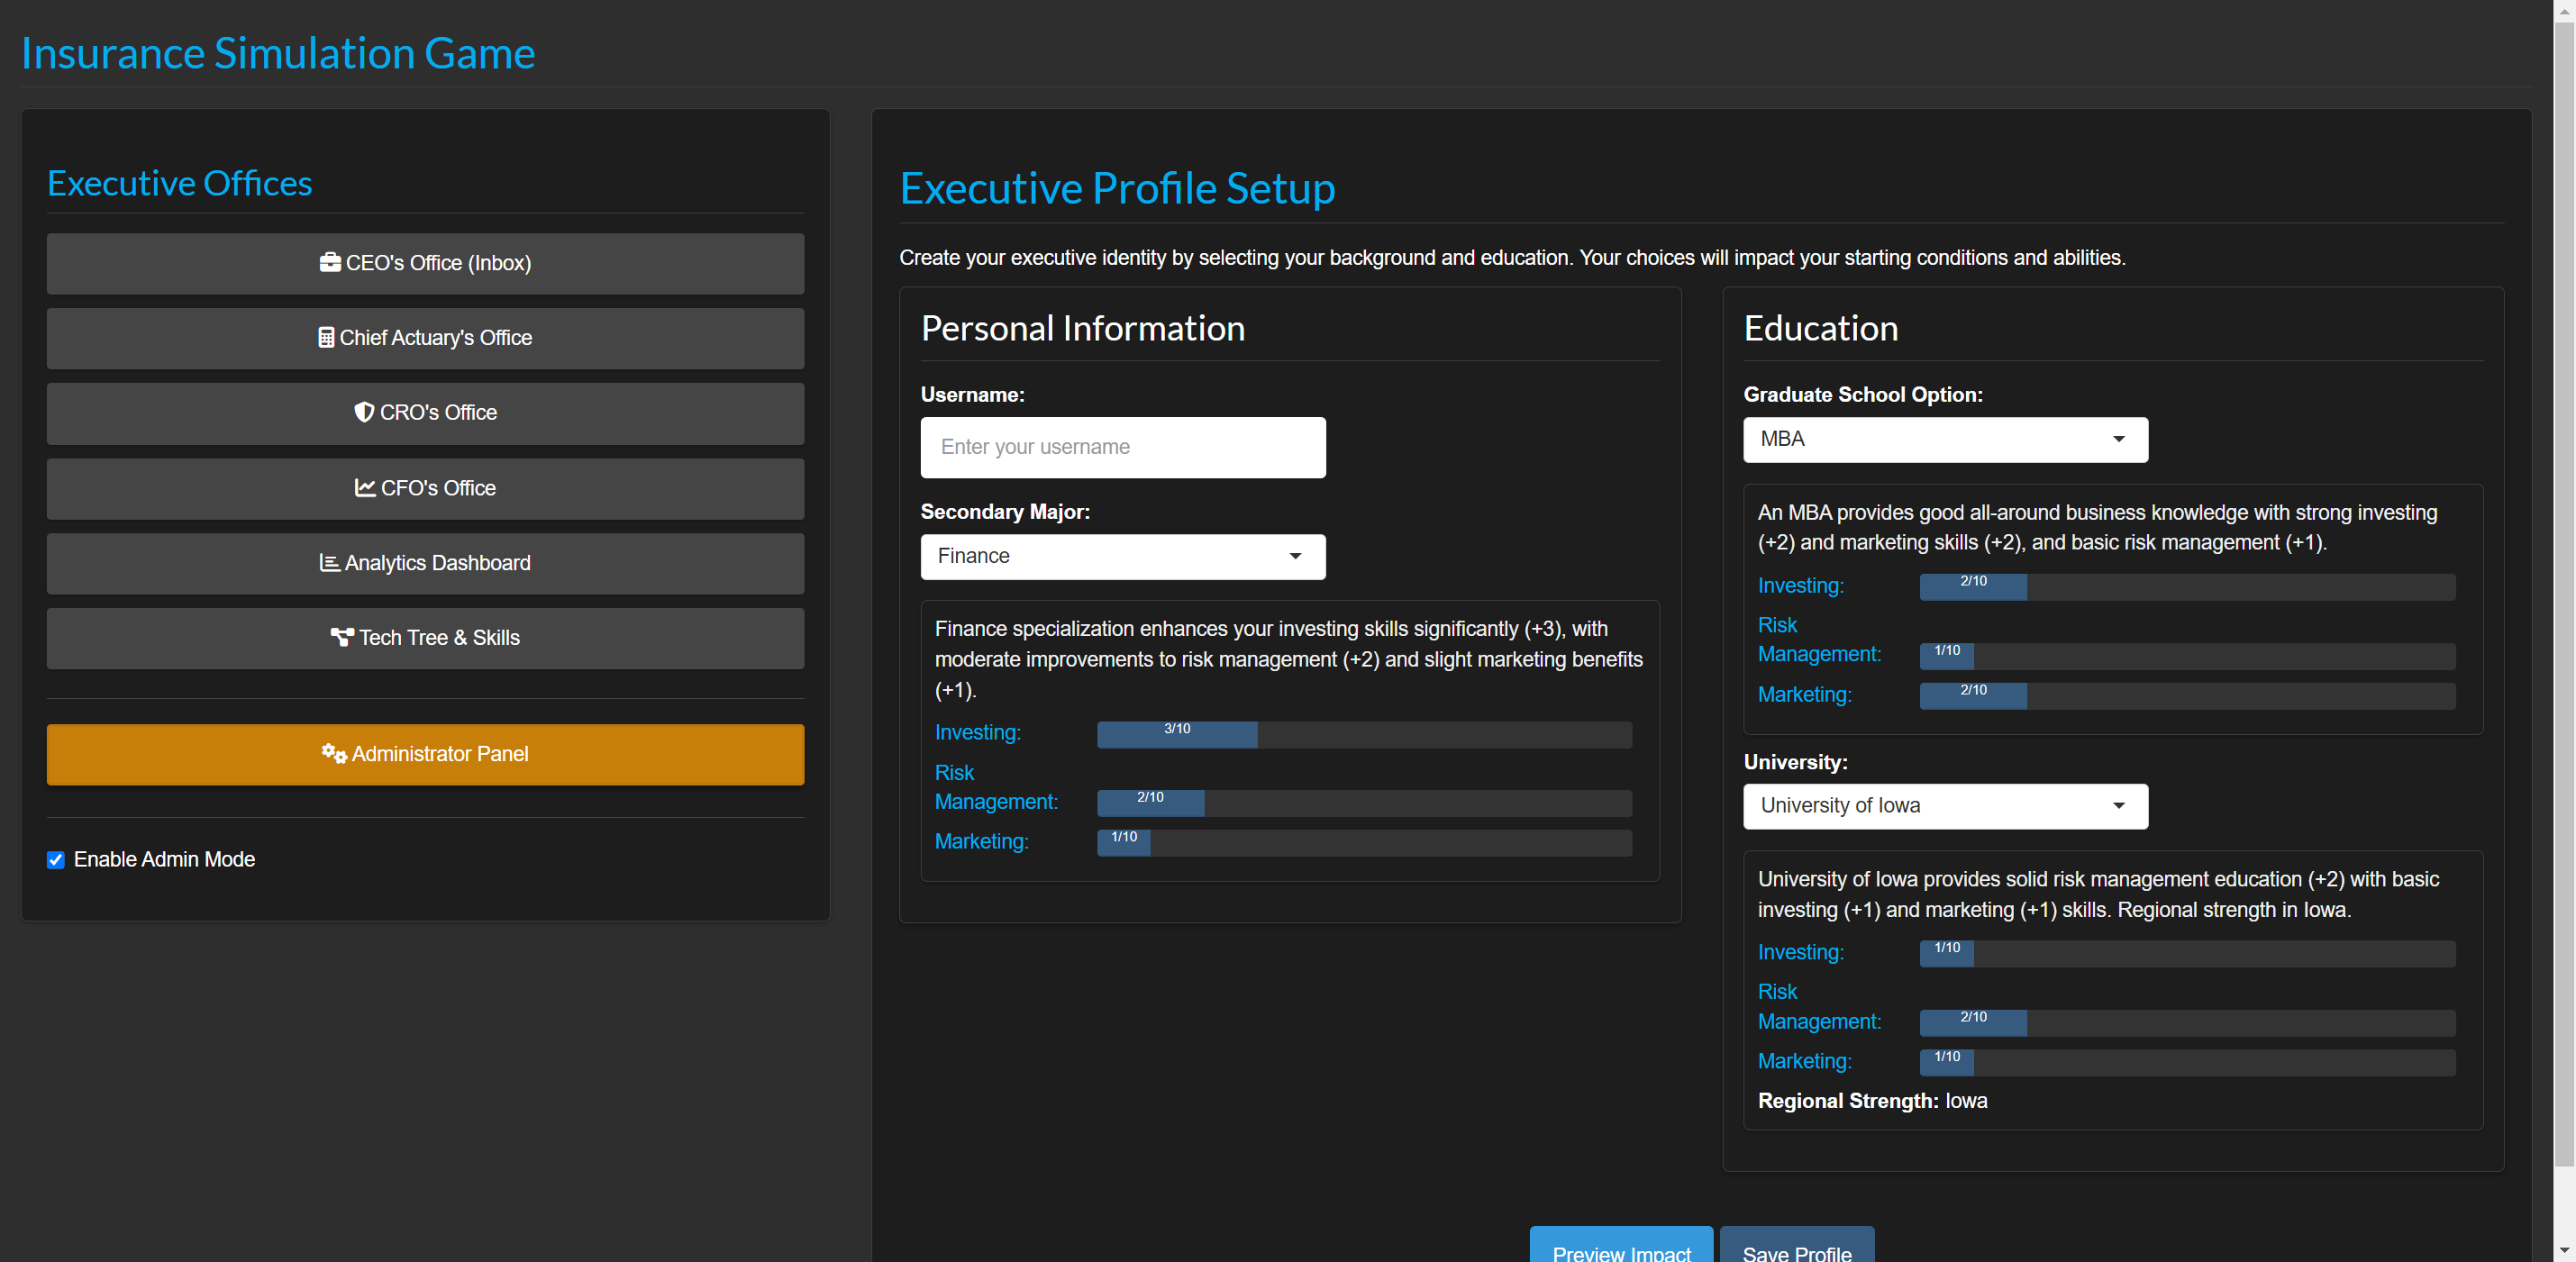 Insurance Simulation Game
Executive Offices
CEO's Office (Inbox)
Chief Actuary's Office
CRO's Office
CFO's Office
Analytics Dashboard
Tech Tree & Skills
Administrator Panel
Enable Admin Mode
Executive Profile Setup
Create your executive identity by selecting your background and education. Your choices will impact your starting conditions and abilities.
Personal Information
Username:
Enter your username
Secondary Major:
Finance
Finance specialization enhances your investing skills significantly (+3), with
moderate improvements to risk management (+2) and slight marketing benefits
(+1).
Investing:
3/10
Risk
Management:
2/10
Marketing:
1/10
Education
Graduate School Option:
MBA
An MBA provides good all-around business knowledge with strong investing
(+2) and marketing skills (+2), and basic risk management (+1).
Investing:
2/10
Risk
Management:
1/10
Marketing:
2/10
University:
University of Iowa
University of Iowa provides solid risk management education (+2) with basic
investing (+1) and marketing (+1) skills. Regional strength in Iowa.
Investing:
1/10
Risk
Management:
2/10
Marketing:
1/10
Regional Strength: Iowa
Preview Impact
Save Profile